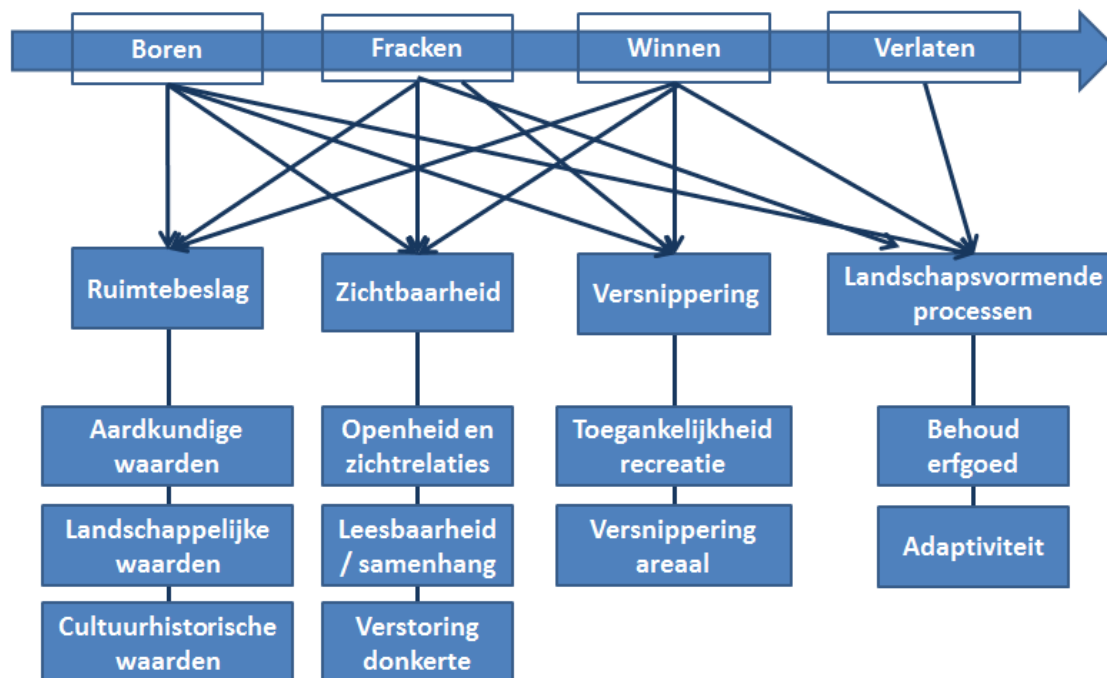 Boren
Fracken
Winnen
Verlaten
Ruimtebeslag
Zichtbaarheid
Versnippering
Landschapsvormende
processen
Aardkundige
waarden
Openheid en
zichtrelaties
Toegankelijkheid
recreatie
Behoud
erfgoed
Landschappelijke
waarden
Leesbaarheid
/ samenhang
Versnippering
areaal
Adaptiviteit
Cultuurhistorische
waarden
Verstoring
donkerte